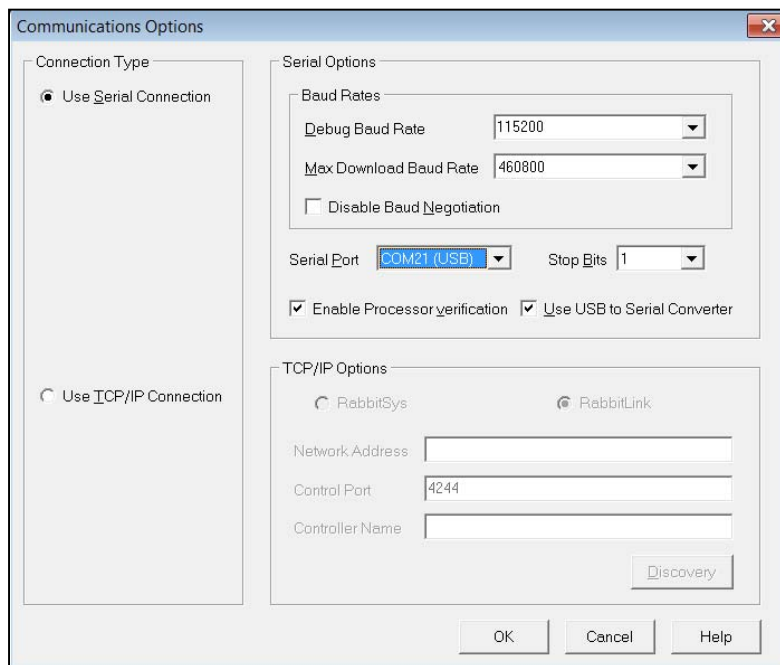 Communications Options
Connection Type
Use Serial Connection
Use TCP/IP Connection
Serial Options
Baud Rates
Debug Baud Rate 115200
Max Download Baud Rate 460800
Disable Baud Negotiation
Serial Port COM21 (USB) Stop Bits 1
Enable Processor verification Use USB to Serial Converter
TCP/IP Options
RabbitSys RabbitLink
Network Address
Control Port 4244
Controller Name
Discovery
OK Cancel Help